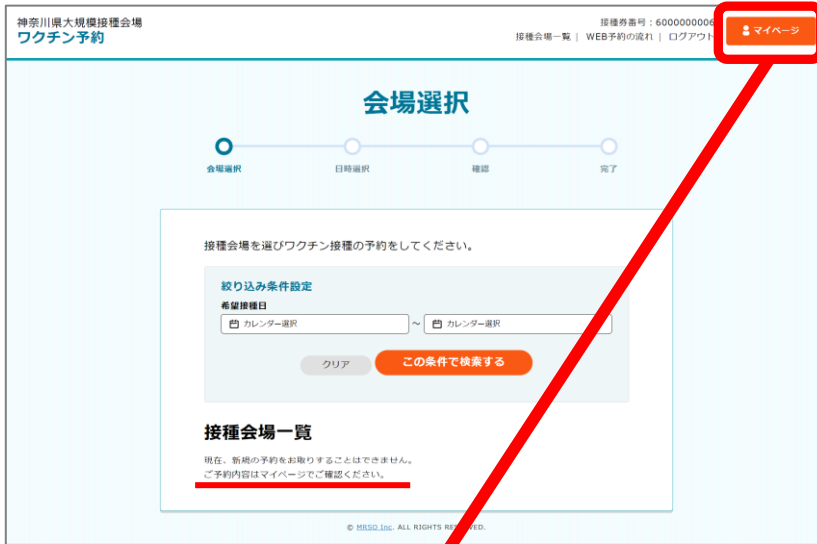 神奈川県大規模接種会場
ワクチン予約
接種券番号：6000000006
接種会場一覧 | WEB予約の流れ | ログアウト
マイページ
会場選択
会場選択 日時選択 確認 完了
接種会場を選びワクチン接種の予約をしてください。
絞り込み条件設定
希望接種日
カレンダー選択 ～ カレンダー選択
クリア この条件で検索する
接種会場一覧
現在、新規の予約をお取りすることはできません。
ご予約内容はマイページでご確認ください。
© MRSO Inc. ALL RIGHTS RESERVED.